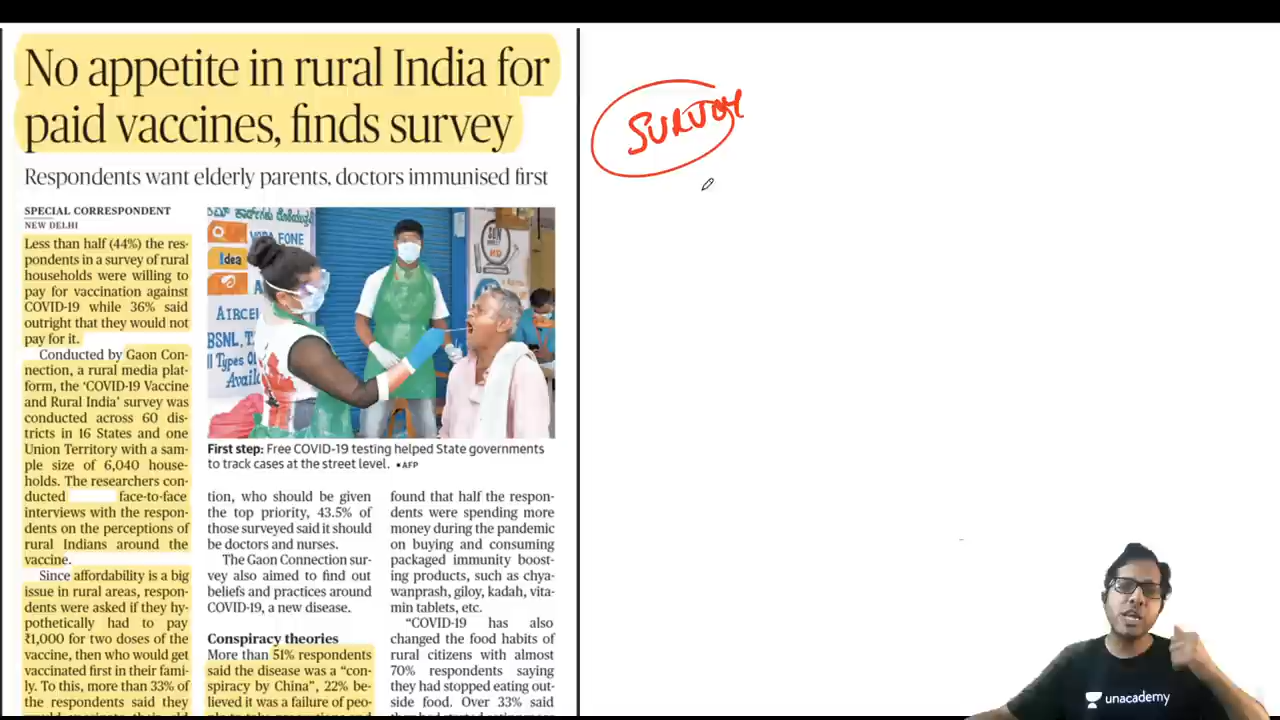 No appetite in rural India for
paid vaccines, finds survey
Respondents want elderly parents, doctors immunised first
SPECIAL CORRESPONDENT
NEW DELHI
Less than half (44%) the res-
pondents in a survey of rural
households were willing to
pay for vaccination against
COVID-19 while 36% said
outright that they would not
pay for it.
Conducted by Gaon Con-
nection, a rural media plat-
form, the ‘COVID-19 Vaccine
and Rural India’ survey was
conducted across 60 dis-
tricts in 16 States and one
Union Territory with a sam-
ple size of 6,040 house-
holds. The researchers con-
ducted face-to-face
interviews with the respon-
dents on the perceptions of
rural Indians around the
vaccine.
Since affordability is a big
issue in rural areas, respon-
dents were asked if they hy-
pothetically had to pay
₹1,000 for two doses of the
vaccine, then who would get
vaccinated first in their fami-
ly. To this, more than 33% of
the respondents said they
Idea
AIRCEL
BSNL, T
ll Types Of
Availa
FONE
First step: Free COVID-19 testing helped State governments
to track cases at the street level. ▪ AFP
tion, who should be given
the top priority, 43.5% of
those surveyed said it should
be doctors and nurses.
The Gaon Connection sur-
vey also aimed to find out
beliefs and practices around
COVID-19, a new disease.
Conspiracy theories
More than 51% respondents
said the disease was a “con-
spiracy by China”, 22% be-
lieved it was a failure of peo-
found that half the respon-
dents were spending more
money during the pandemic
on buying and consuming
packaged immunity boost-
ing products, such as chya-
wanprash, giloy, kadah, vita-
min tablets, etc.
“COVID-19 has also
changed the food habits of
rural citizens with almost
70% respondents saying
they had stopped eating out-
side food. Over 33% said
SURVEY
unacademy